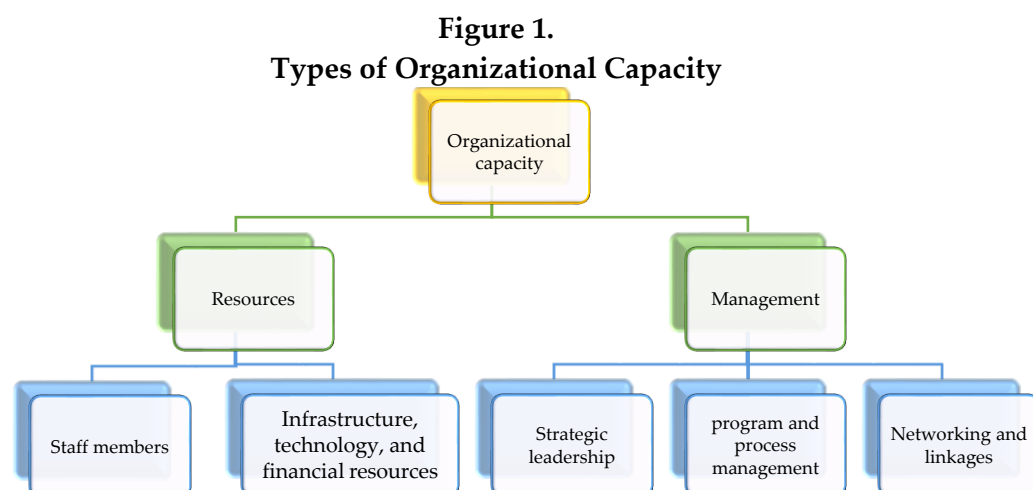 Figure 1.
Types of Organizational Capacity
Organizational
capacity
Resources
Management
Staff members
Infrastructure,
technology, and
financial resources
Strategic
leadership
program and
process
management
Networking and
linkages